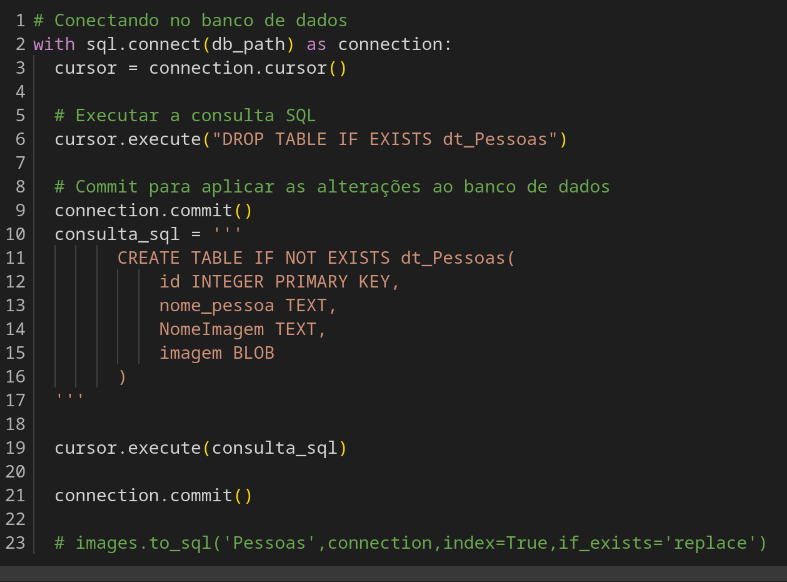 1 # Conectando no banco de dados
2 with sql.connect(db_path) as connection:
3   cursor = connection.cursor()
4
5   # Executar a consulta SQL
6   cursor.execute("DROP TABLE IF EXISTS dt_Pessoas")
7
8   # Commit para aplicar as alterações ao banco de dados
9   connection.commit()
10   consulta_sql = '''
11         CREATE TABLE IF NOT EXISTS dt_Pessoas(
12             id INTEGER PRIMARY KEY,
13             nome_pessoa TEXT,
14             NomeImagem TEXT,
15             imagem BLOB
16         )
17   '''
18
19   cursor.execute(consulta_sql)
20
21   connection.commit()
22
23   # images.to_sql('Pessoas',connection,index=True,if_exists='replace')